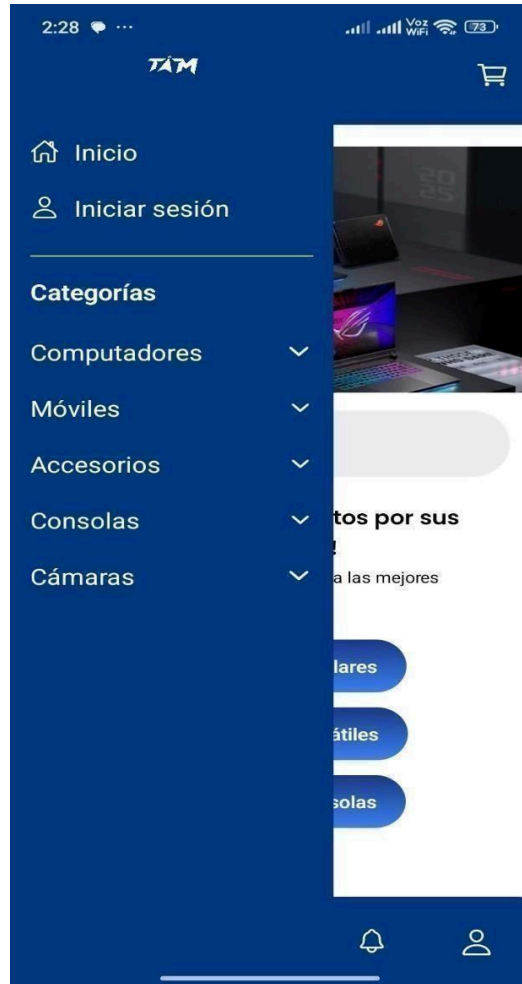 2:28
Voz
WiFi
73
TÁM
Inicio
Iniciar sesión
Categorías
Computadores
Móviles
Accesorios
Consolas
Cámaras
tos por sus
!
a las mejores
lares
átiles
solas